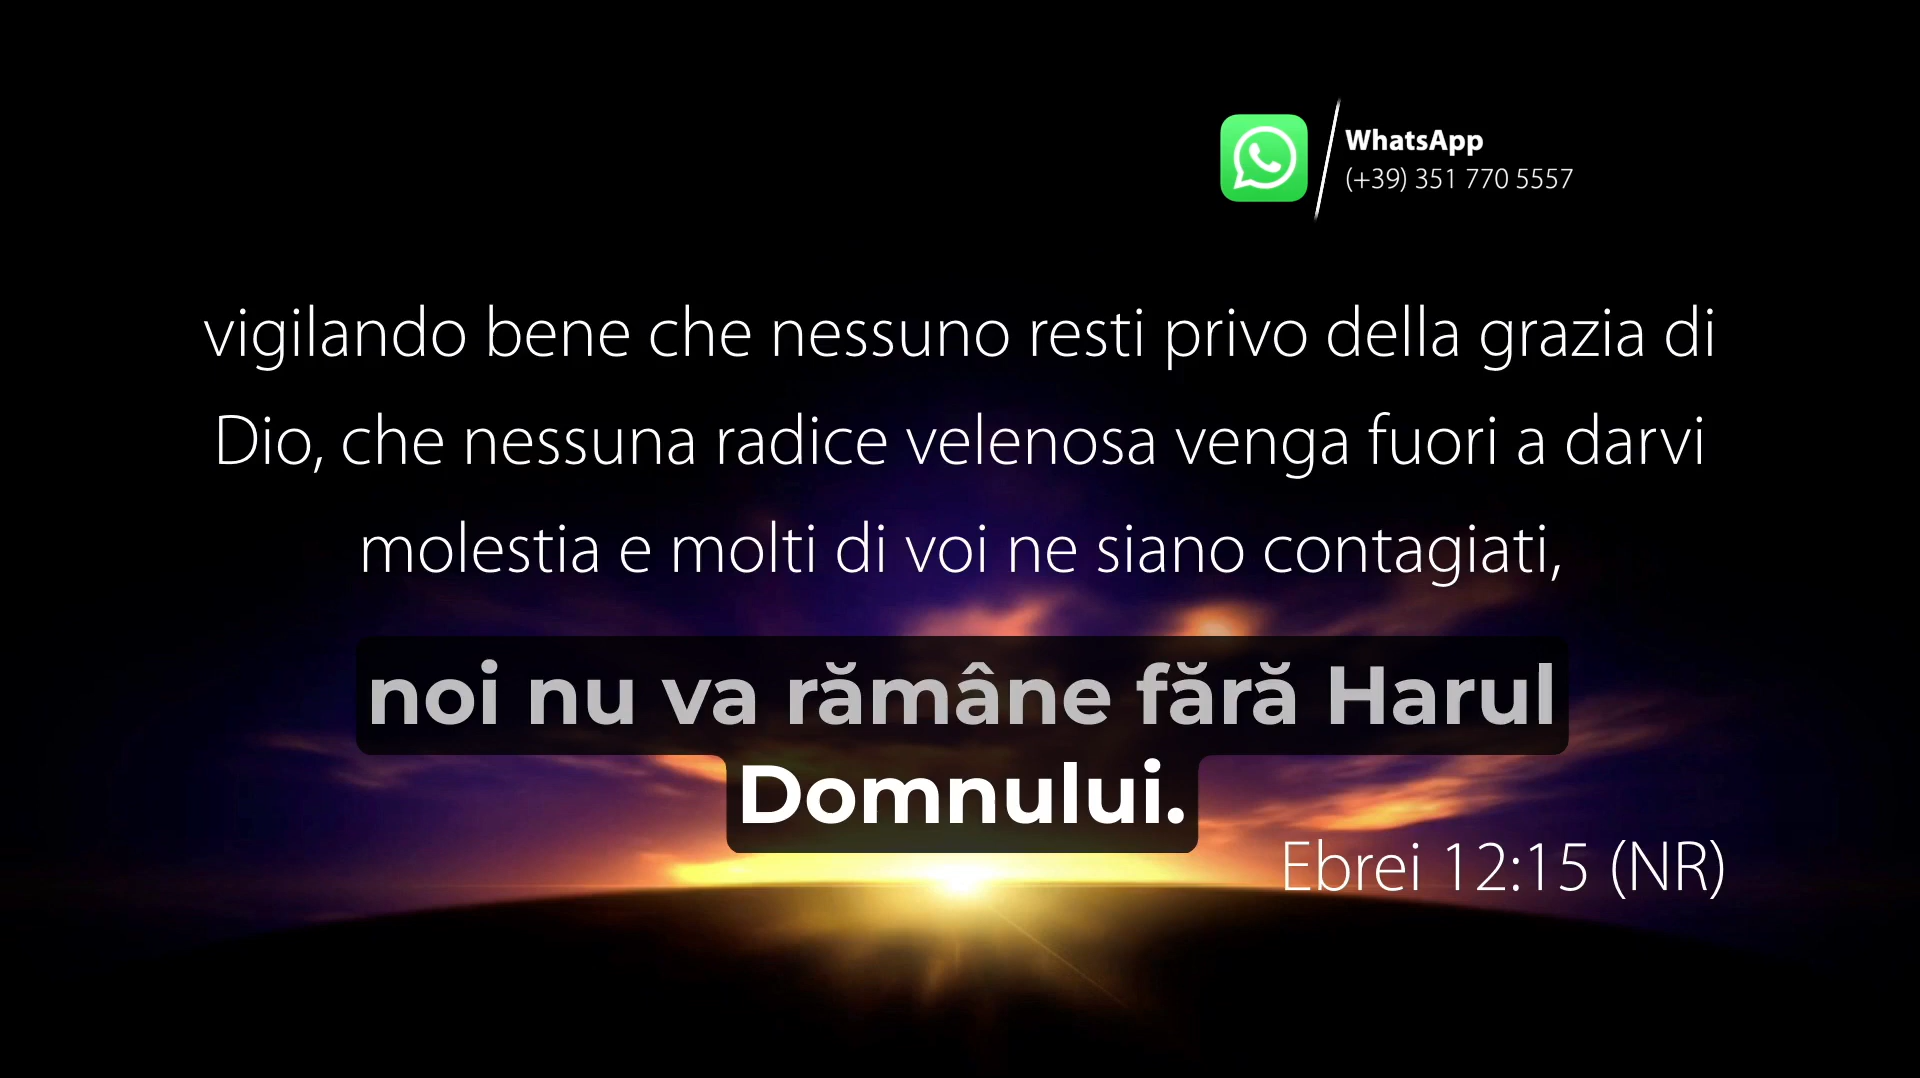 WhatsApp
(+39) 351 770 5557
vigilando bene che nessuno resti privo della grazia di
Dio, che nessuna radice velenosa venga fuori a darvi
molestia e molti di voi ne siano contagiati,
noi nu va rămâne fără Harul
Domnului.
Ebrei 12:15 (NR)